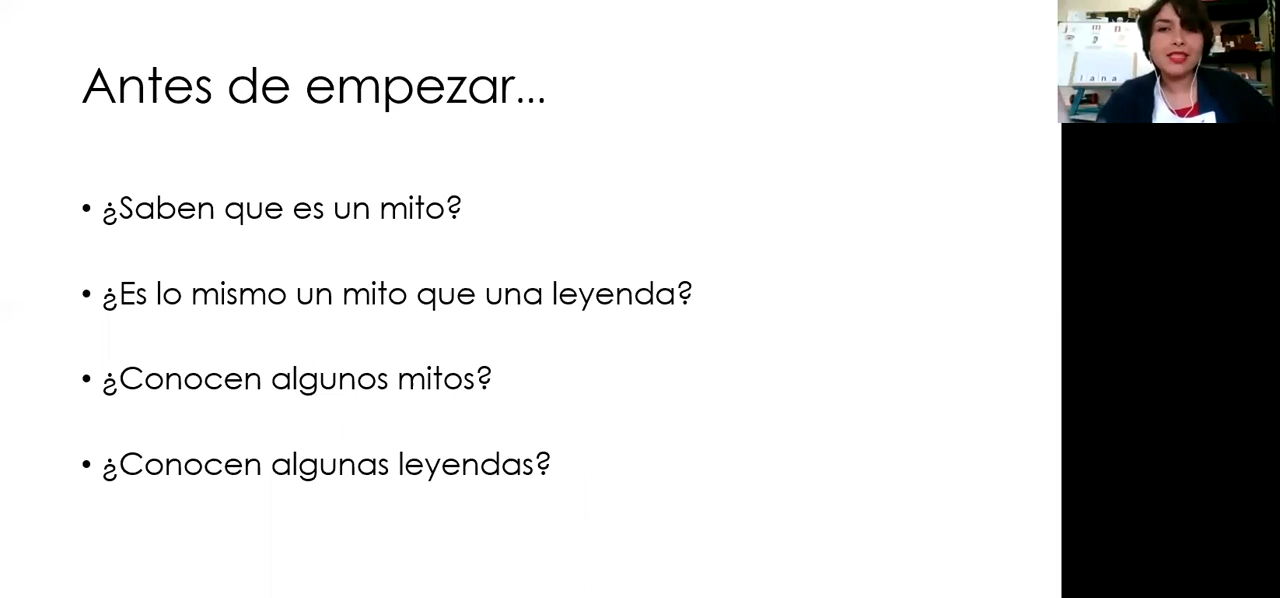 Antes de empezar...
• ¿Saben que es un mito?
• ¿Es lo mismo un mito que una leyenda?
• ¿Conocen algunos mitos?
• ¿Conocen algunas leyendas?
j m n
l a n a